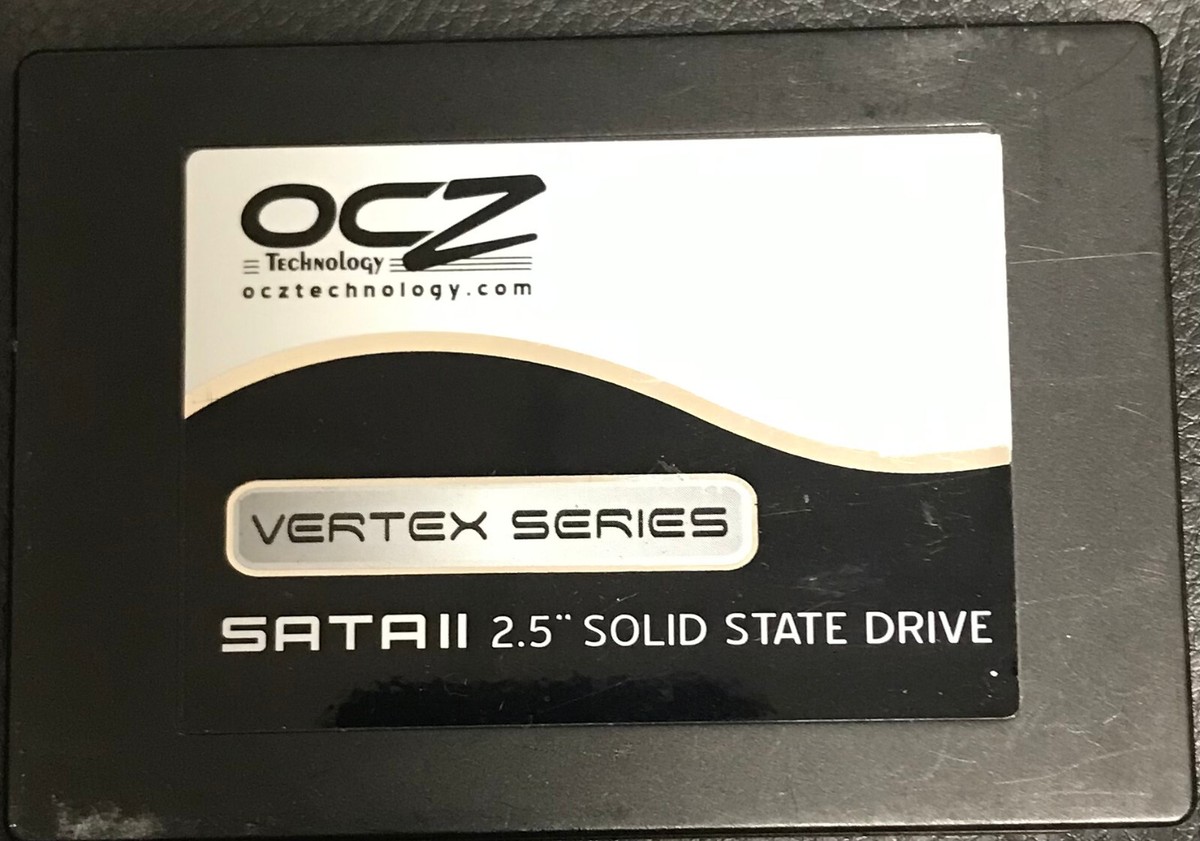 OCZ
Technology
ocztechnology.com
VERTEX SERIES
SATA II 2.5" SOLID STATE DRIVE